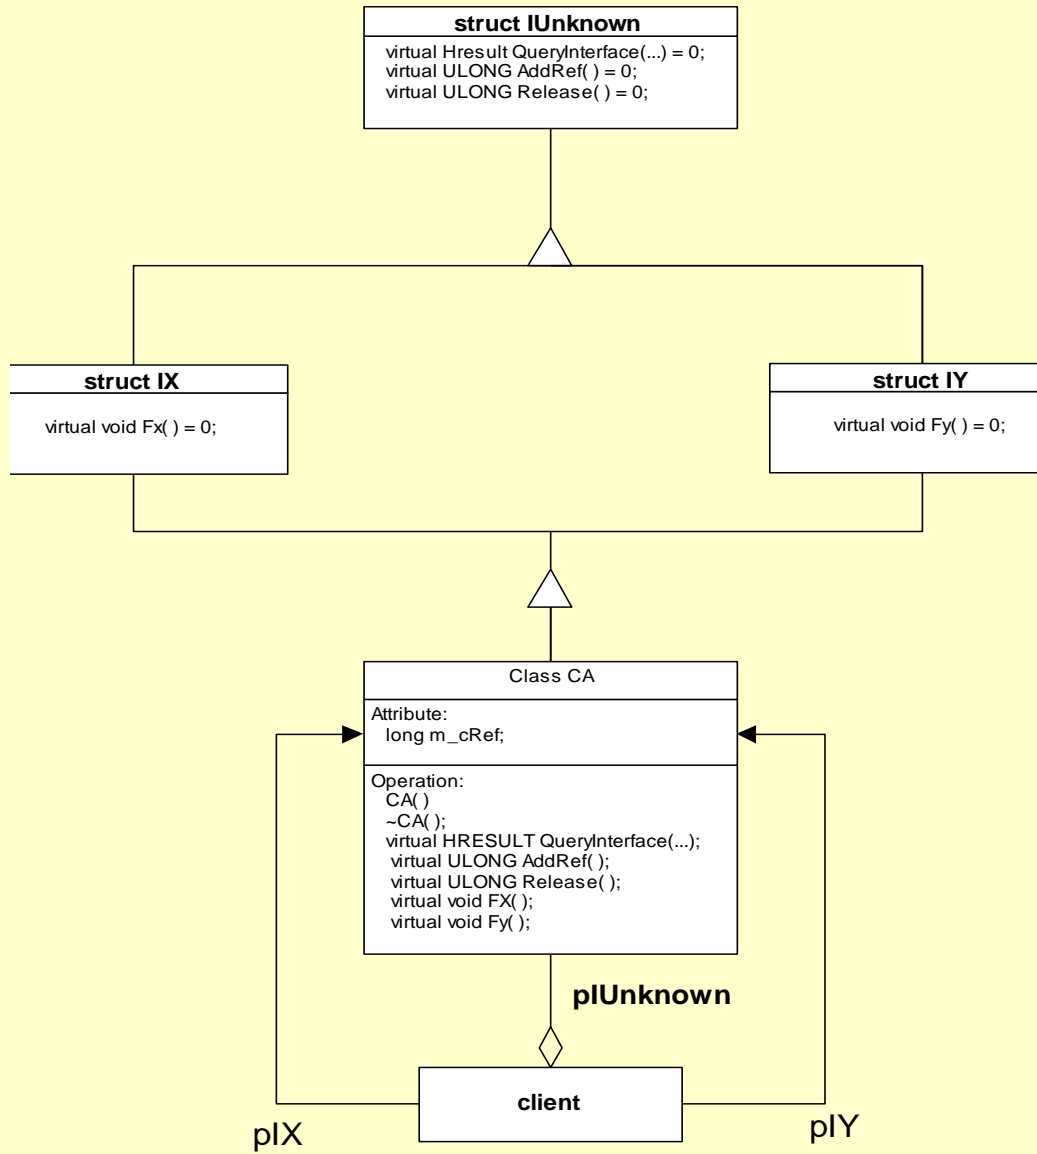 struct IUnknown
virtual Hresult QueryInterface(...) = 0;
virtual ULONG AddRef( ) = 0;
virtual ULONG Release( ) = 0;
struct IX
virtual void Fx( ) = 0;
struct IY
virtual void Fy( ) = 0;
Class CA
Attribute:
long m_cRef;
Operation:
CA( )
~CA( );
virtual HRESULT QueryInterface(...);
virtual ULONG AddRef( );
virtual ULONG Release( );
virtual void FX( );
virtual void Fy( );
pIUnknown
client
pIX
pIY